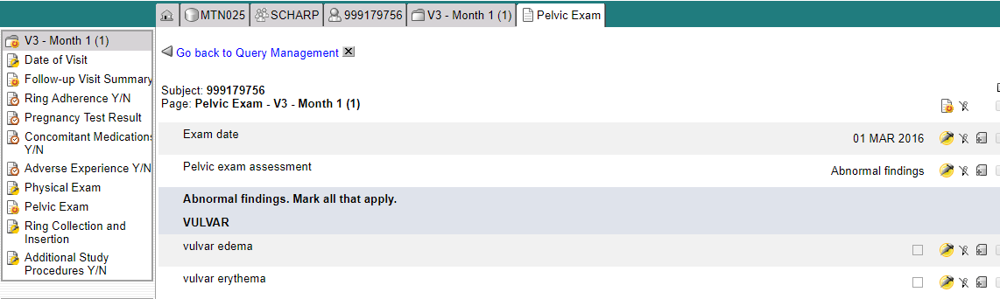 MTN025 SCHARP 999179756 V3 - Month 1 (1) Pelvic Exam
V3 - Month 1 (1)
Date of Visit
Follow-up Visit Summary
Ring Adherence Y/N
Pregnancy Test Result
Concomitant Medications
Y/N
Adverse Experience Y/N
Physical Exam
Pelvic Exam
Ring Collection and
Insertion
Additional Study
Procedures Y/N
Go back to Query Management
Subject: 999179756
Page: Pelvic Exam - V3 - Month 1 (1)
Exam date 01 MAR 2016
Pelvic exam assessment Abnormal findings
Abnormal findings. Mark all that apply.
VULVAR
vulvar edema
vulvar erythema